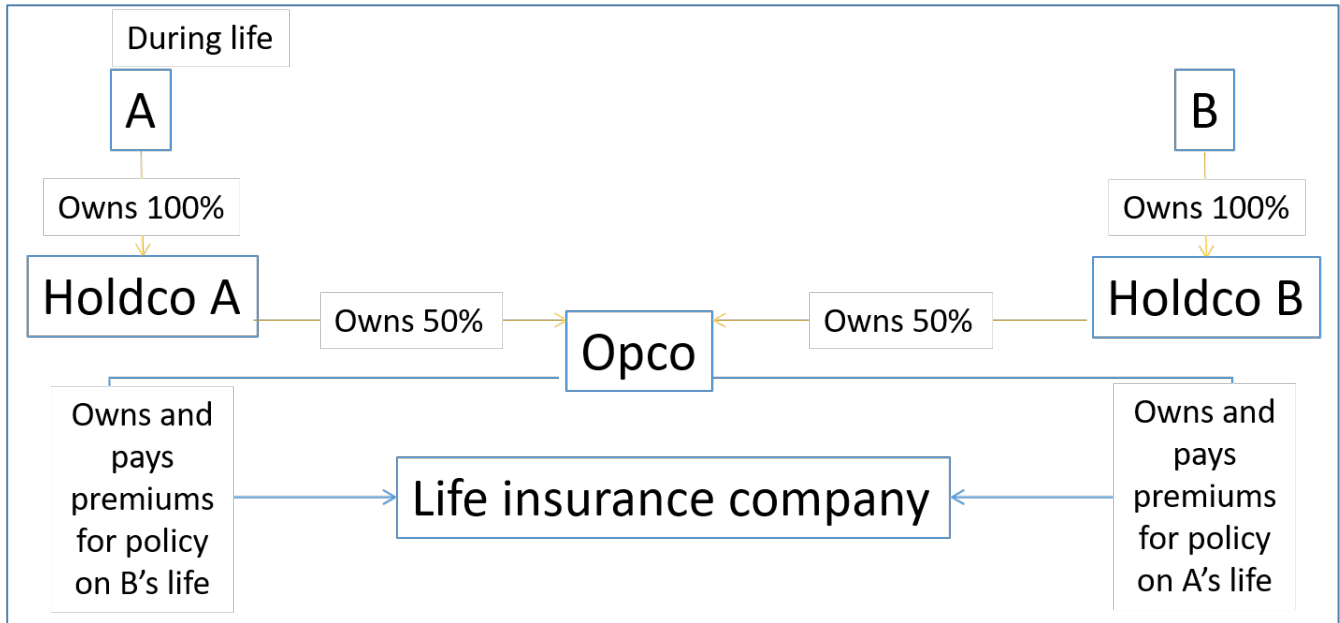 During life
A
B
Owns 100%
Owns 100%
Holdco A
Holdco B
Owns 50%
Owns 50%
Opco
Owns and
pays
premiums
for policy
on B's life
Life insurance company
Owns and
pays
premiums
for policy
on A's life